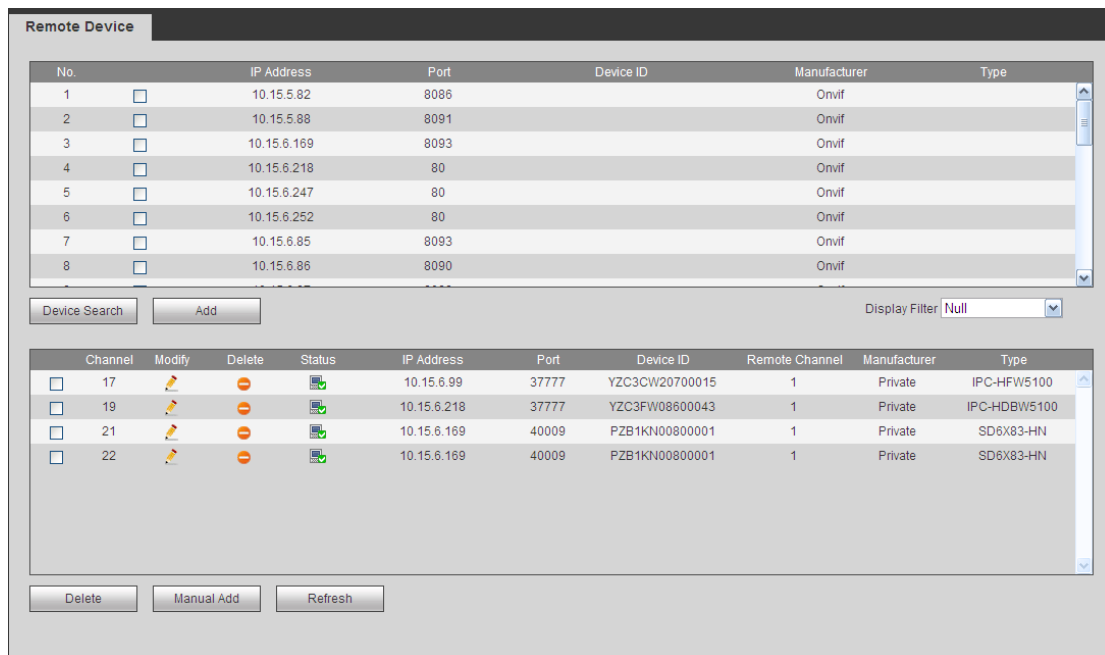 Remote Device
No. IP Address Port Device ID Manufacturer Type
1 10.15.5.82 8086 Onvif
2 10.15.5.88 8091 Onvif
3 10.15.6.169 8093 Onvif
4 10.15.6.218 80 Onvif
5 10.15.6.247 80 Onvif
6 10.15.6.252 80 Onvif
7 10.15.6.85 8093 Onvif
8 10.15.6.86 8090 Onvif
Device Search Add Display Filter Null
Channel Modify Delete Status IP Address Port Device ID Remote Channel Manufacturer Type
17 10.15.6.99 37777 YZC3CW20700015 1 Private IPC-HFW5100
19 10.15.6.218 37777 YZC3FW08600043 1 Private IPC-HDBW5100
21 10.15.6.169 40009 PZB1KN00800001 1 Private SD6X83-HN
22 10.15.6.169 40009 PZB1KN00800001 1 Private SD6X83-HN
Delete Manual Add Refresh